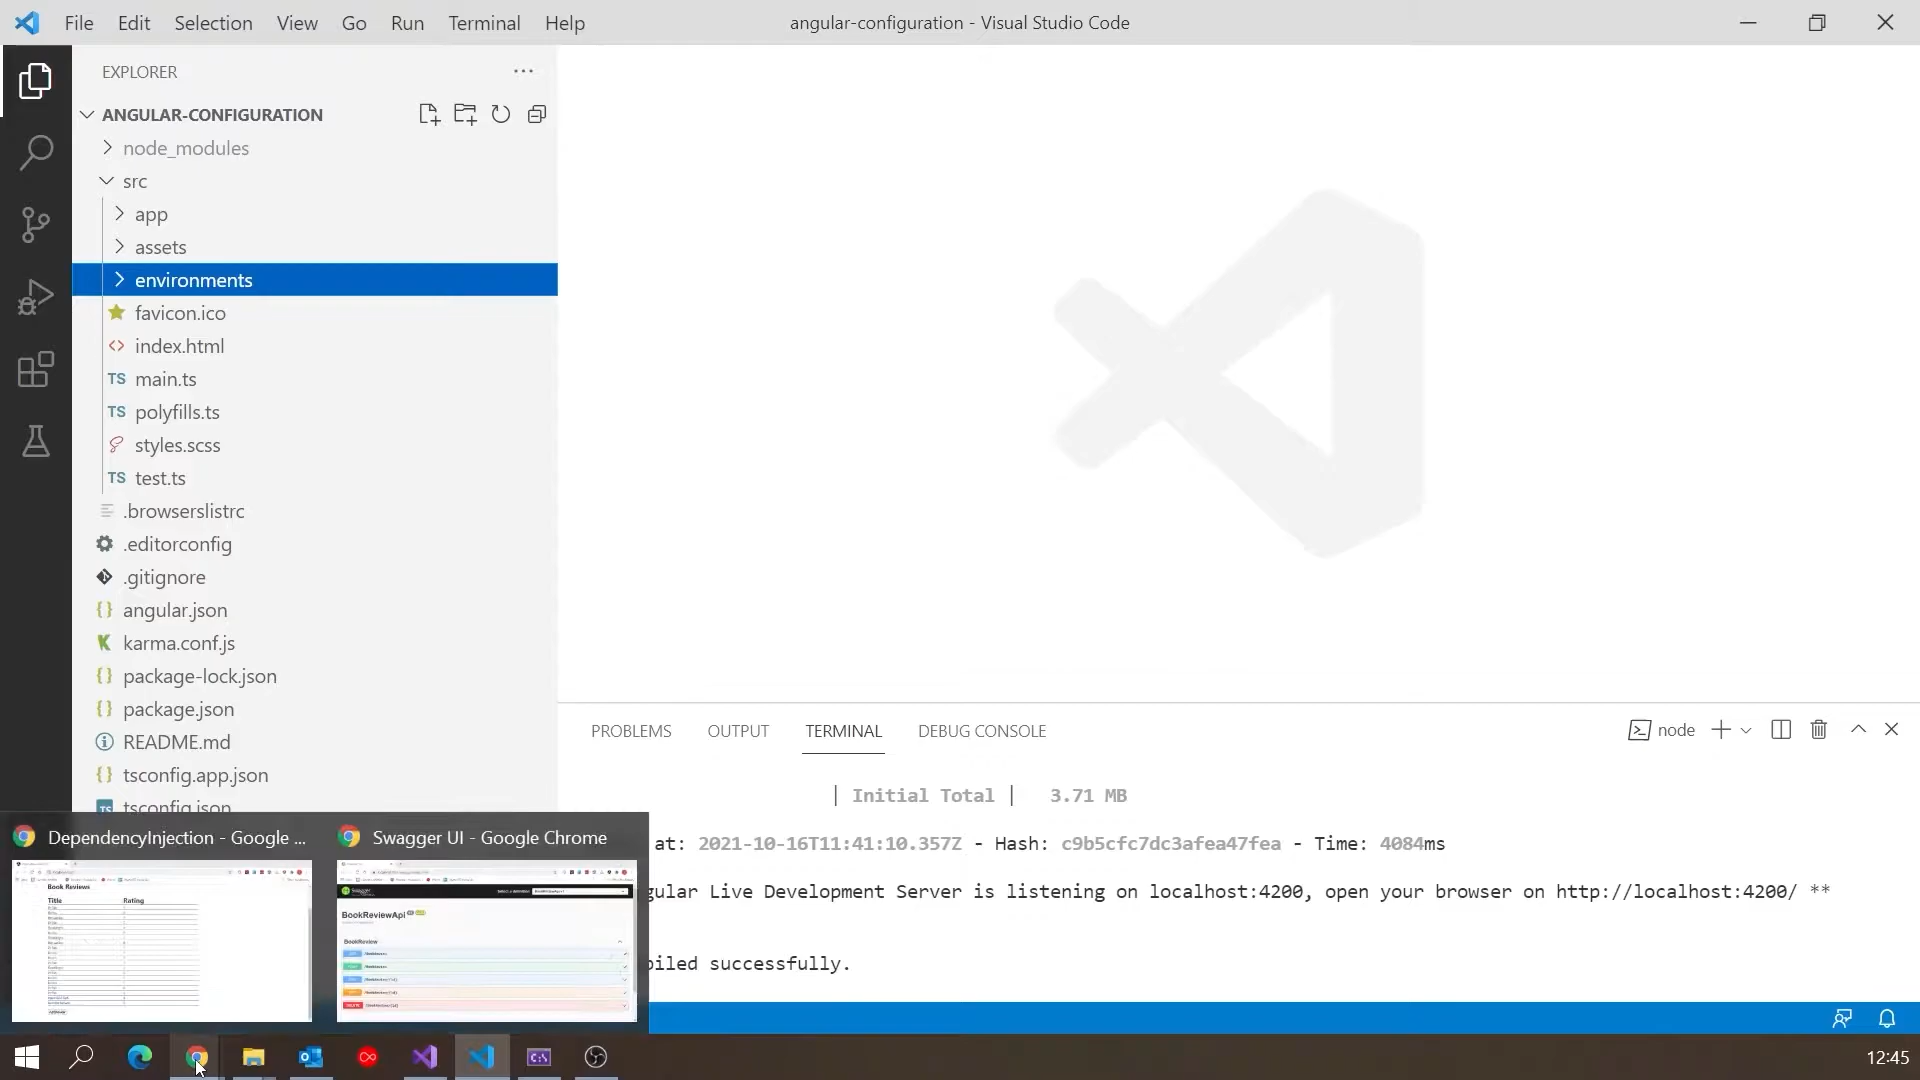 File Edit Selection View Go Run Terminal Help
angular-configuration - Visual Studio Code
EXPLORER
ANGULAR-CONFIGURATION
node_modules
src
app
assets
environments
favicon.ico
index.html
TS main.ts
TS polyfills.ts
styles.scss
TS test.ts
.browserslistrc
.editorconfig
.gitignore
{} angular.json
K karma.conf.js
{} package-lock.json
{} package.json
README.md
{} tsconfig.app.json
TS tsconfig.json
PROBLEMS OUTPUT TERMINAL DEBUG CONSOLE
node
| Initial Total | 3.71 MB
at: 2021-10-16T11:41:10.357Z - Hash: c9b5cfc7dc3afea47fea - Time: 4084ms
gular Live Development Server is listening on localhost:4200, open your browser on http://localhost:4200/ **
piled successfully.
DependencyInjection - Google ...
Book Reviews
Title Rating
Swagger UI - Google Chrome
Swagger
BookReviewApi
BookReview
12:45